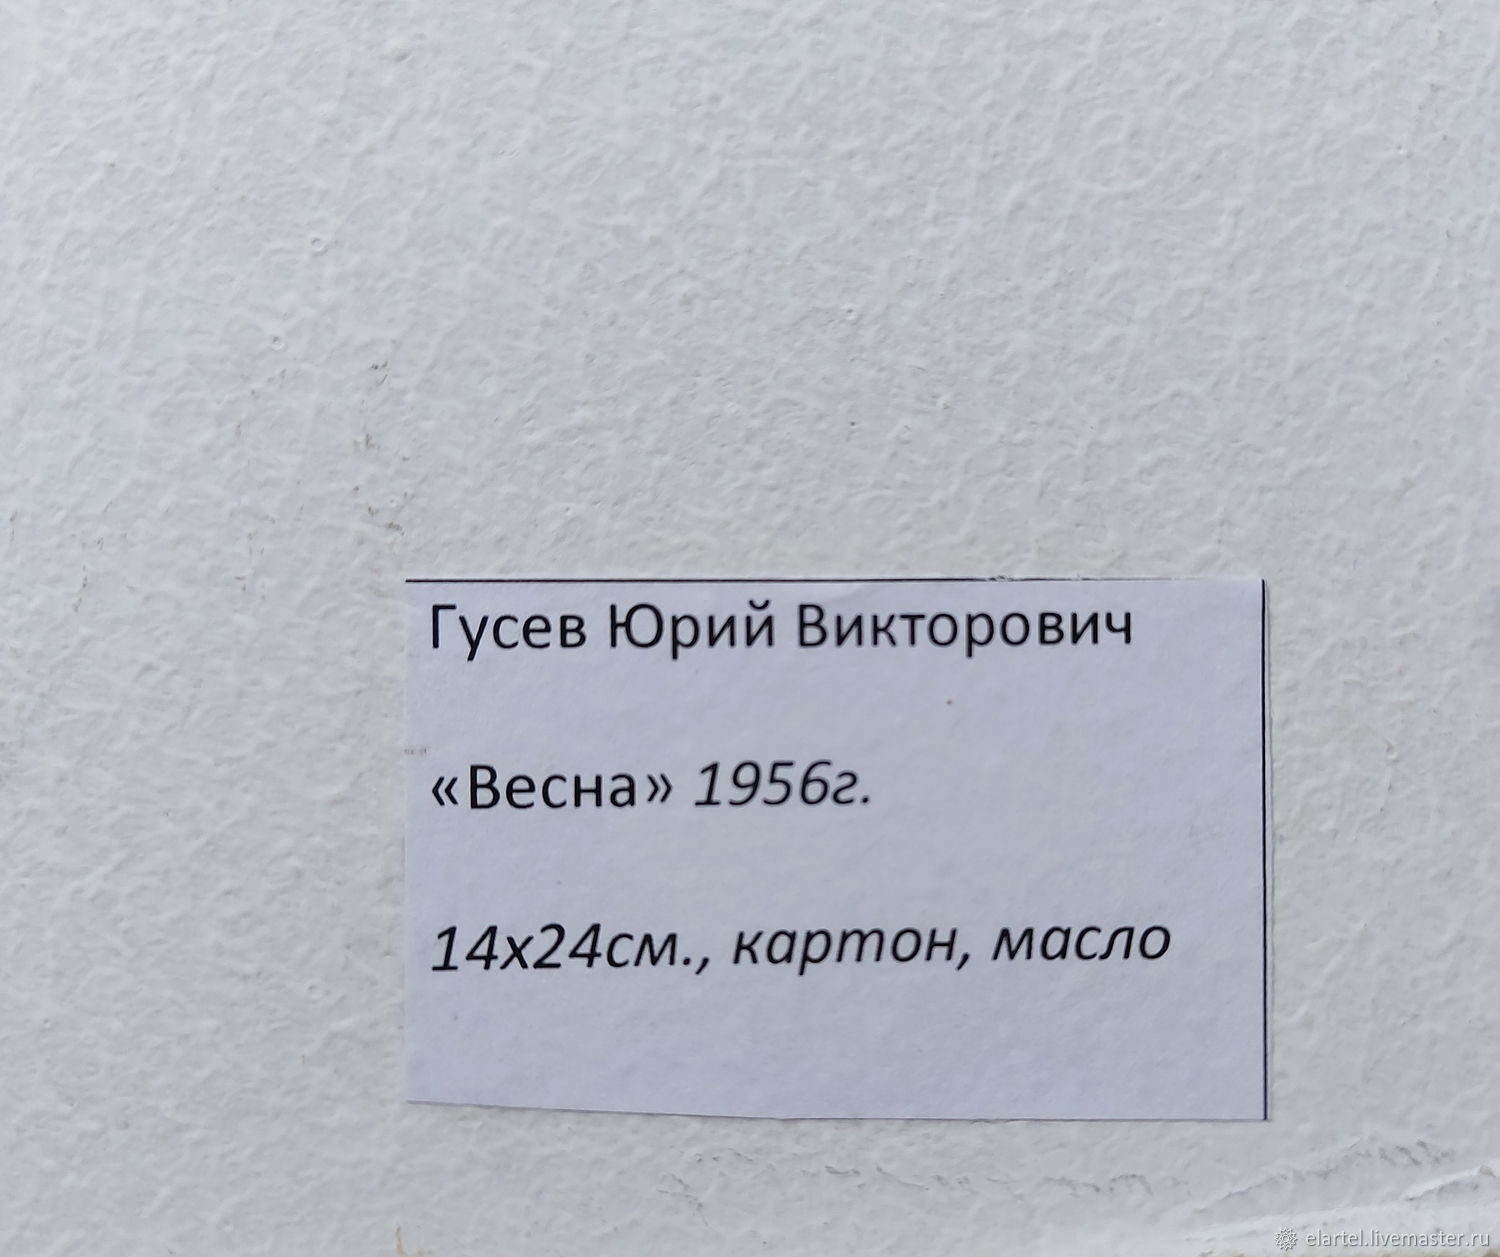 Гусев Юрий Викторович
«Весна» 1956г.
14х24см., картон, масло
elartel.livemaster.ru